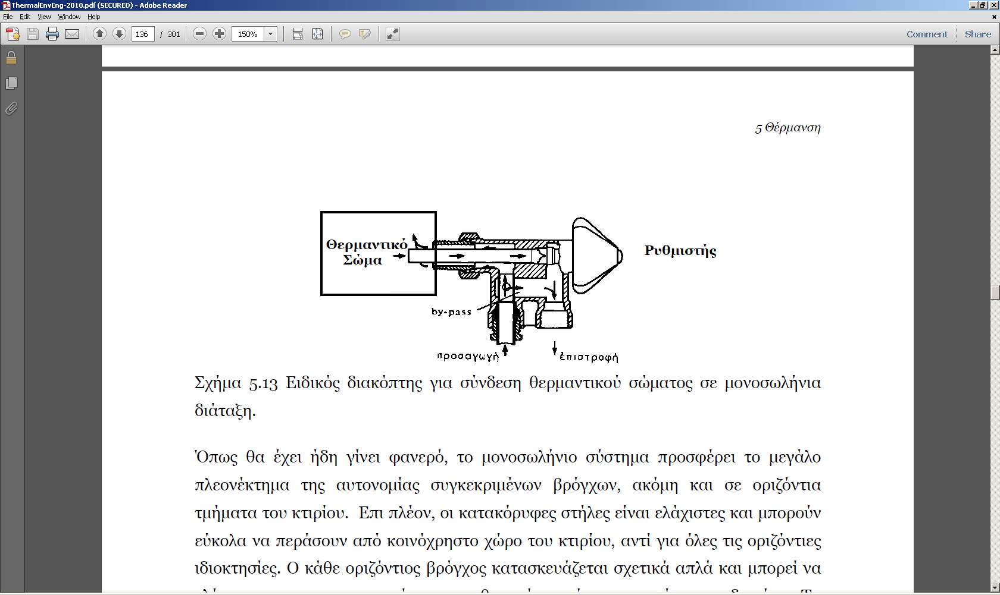 ThermalEnvEng-2010.pdf (SECURED) - Adobe Reader
File Edit View Window Help
136 / 301 150% Comment Share
5 Θέρμανση
Θερμαντικό
Σώμα
Ρυθμιστής
by-pass
προσαγωγή
ἐπιστροφή
Σχήμα 5.13 Ειδικός διακόπτης για σύνδεση θερμαντικού σώματος σε μονοσωλήνια
διάταξη.
Όπως θα έχει ήδη γίνει φανερό, το μονοσωλήνιο σύστημα προσφέρει το μεγάλο
πλεονέκτημα της αυτονομίας συγκεκριμένων βρόγχων, ακόμη και σε οριζόντια
τμήματα του κτιρίου. Επι πλέον, οι κατακόρυφες στήλες είναι ελάχιστες και μπορούν
εύκολα να περάσουν από κοινόχρηστο χώρο του κτιρίου, αντί για όλες τις οριζόντιες
ιδιοκτησίες. Ο κάθε οριζόντιος βρόγχος κατασκευάζεται σχετικά απλά και μπορεί να